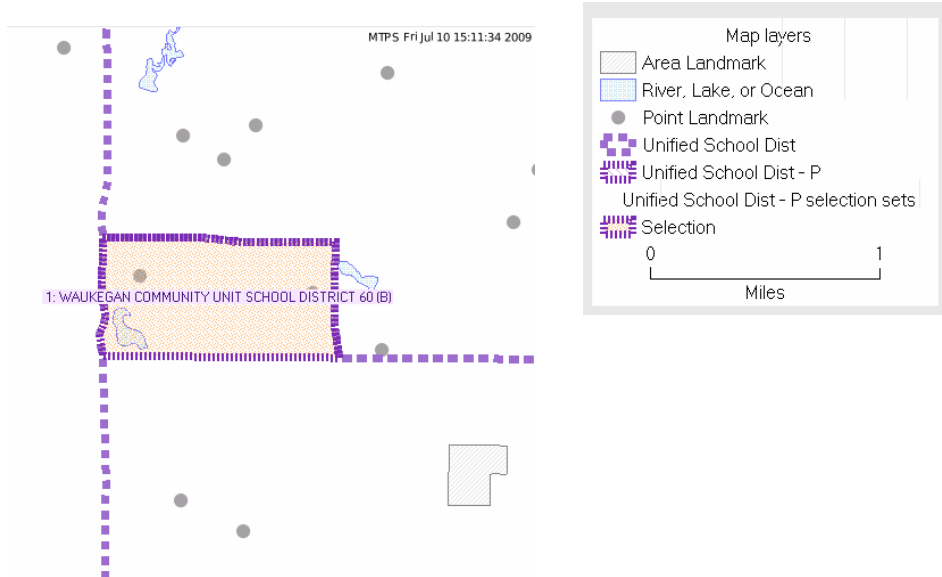 MTPS Fri Jul 10 15:11:34 2009
1: WAUKEGAN COMMUNITY UNIT SCHOOL DISTRICT 60 (B)
Map layers
Area Landmark
River, Lake, or Ocean
Point Landmark
Unified School Dist
Unified School Dist - P
Unified School Dist - P selection sets
Selection
0 1
Miles